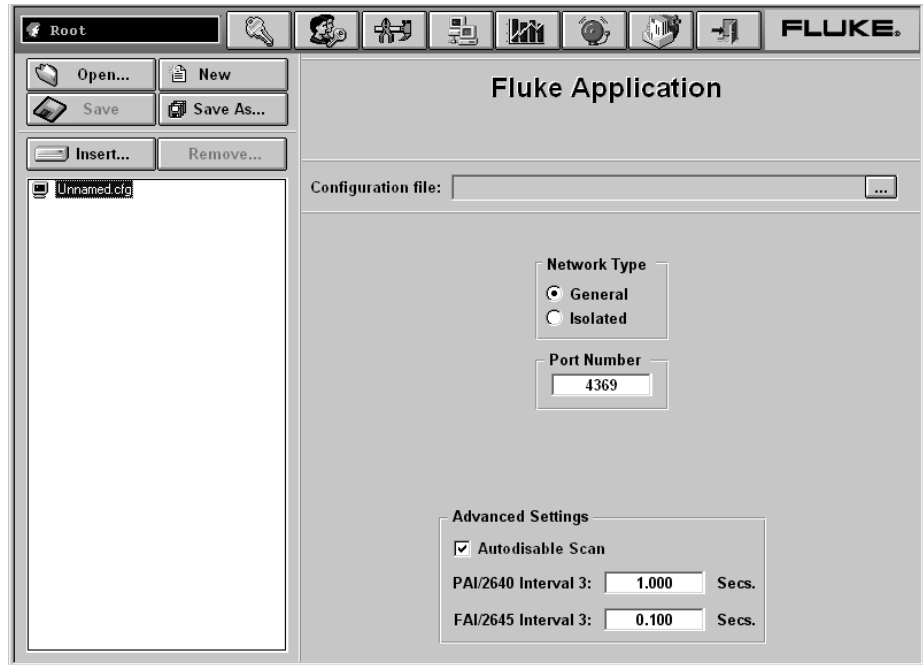 Root
FLUKE®
Open...
New
Save
Save As...
Insert...
Remove...
Unnamed.cfg
Fluke Application
Configuration file:
...
Network Type
General
Isolated
Port Number
4369
Advanced Settings
Autodisable Scan
PAI/2640 Interval 3: 1.000 Secs.
FAI/2645 Interval 3: 0.100 Secs.